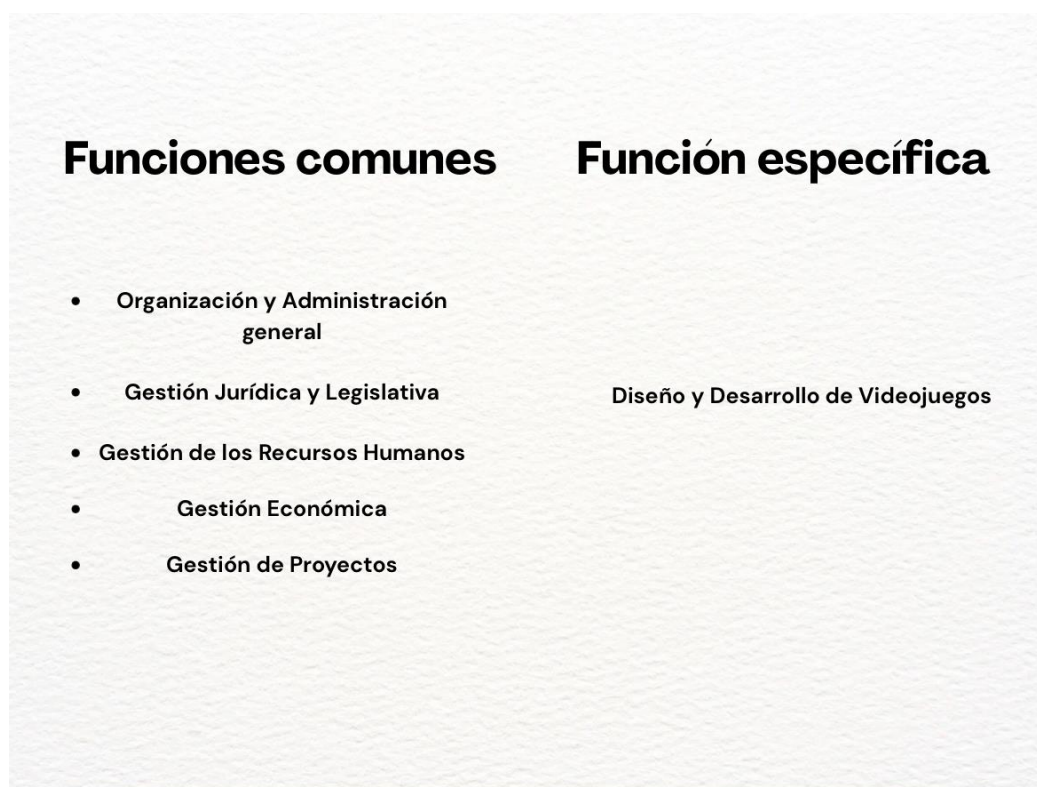 Funciones comunes
Organización y Administración
general
Gestión Jurídica y Legislativa
Gestión de los Recursos Humanos
Gestión Económica
Gestión de Proyectos
Función específica
Diseño y Desarrollo de Videojuegos